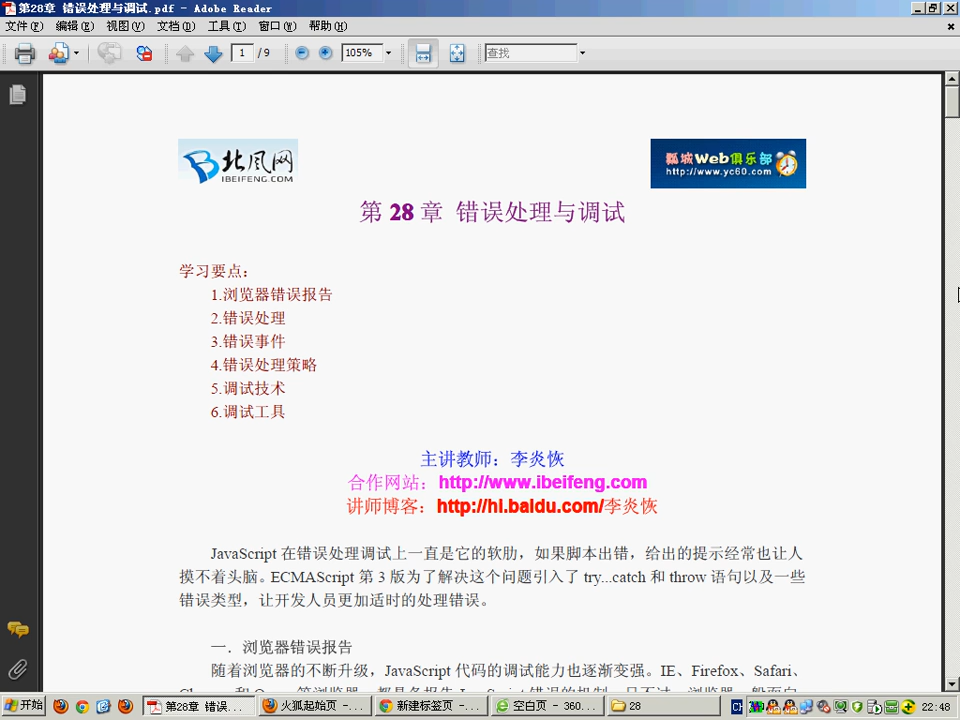 第28章 错误处理与调试.pdf - Adobe Reader
文件(F) 编辑(E) 视图(V) 文档(D) 工具(T) 窗口(W) 帮助(H)
1 / 9 105% 查找
北风网
IBEIFENG.COM
瓢城Web俱乐部
http://www.yc60.com
第 28 章 错误处理与调试
学习要点：
1.浏览器错误报告
2.错误处理
3.错误事件
4.错误处理策略
5.调试技术
6.调试工具
主讲教师：李炎恢
合作网站：http://www.ibeifeng.com
讲师博客：http://hi.baidu.com/李炎恢
JavaScript 在错误处理调试上一直是它的软肋，如果脚本出错，给出的提示经常也让人
摸不着头脑。ECMAScript 第 3 版为了解决这个问题引入了 try...catch 和 throw 语句以及一些
错误类型，让开发人员更加适时的处理错误。
一．浏览器错误报告
随着浏览器的不断升级，JavaScript 代码的调试能力也逐渐变强。IE、Firefox、Safari、
开始 第28章 错误... 火狐起始页 - ... 新建标签页 - ... 空白页 - 360... 28 22:48